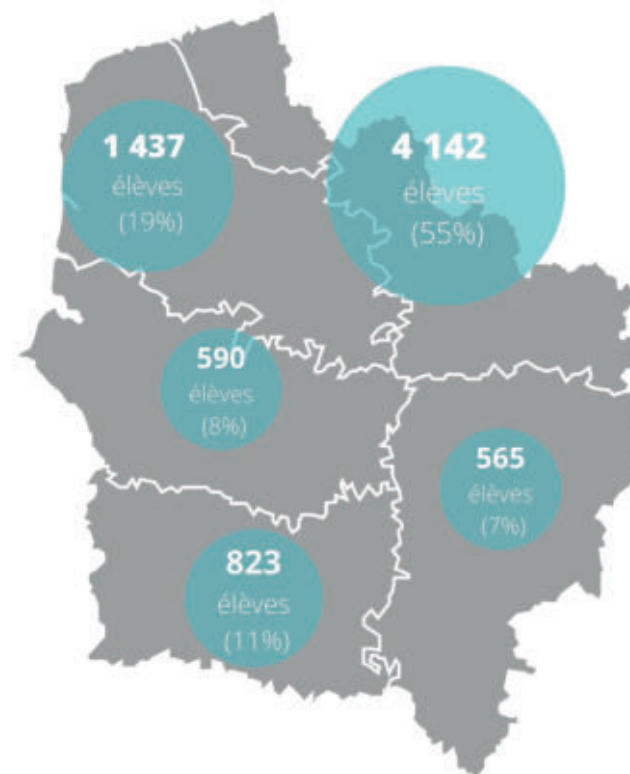 1 437
élèves
(19%)
4 142
élèves
(55%)
590
élèves
(8%)
565
élèves
(7%)
823
élèves
(11%)